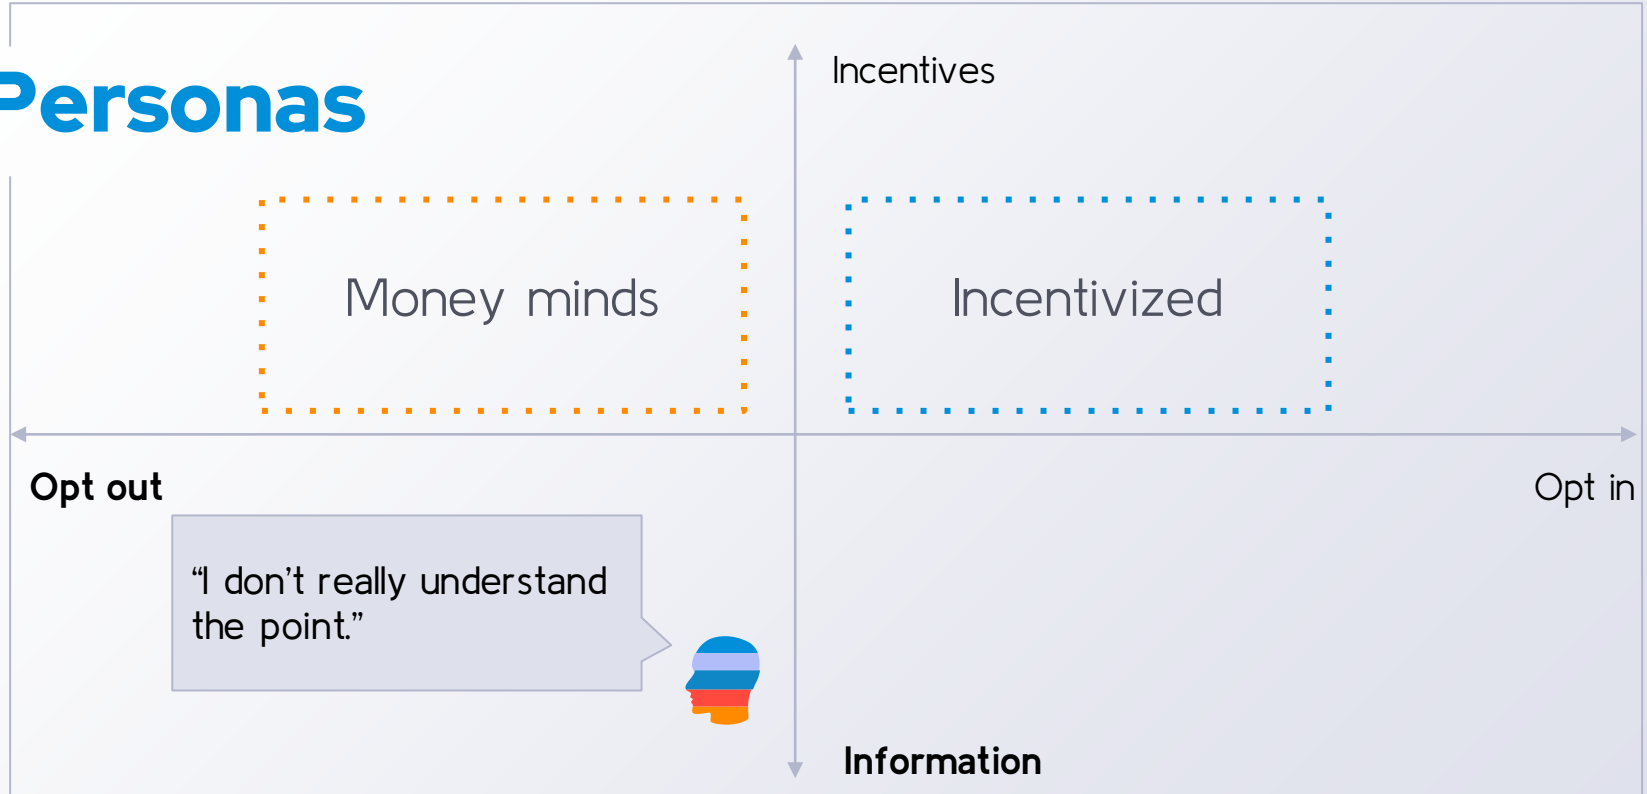 Personas
Incentives
Money minds
Incentivized
Opt out
Opt in
“I don’t really understand
the point.”
Information